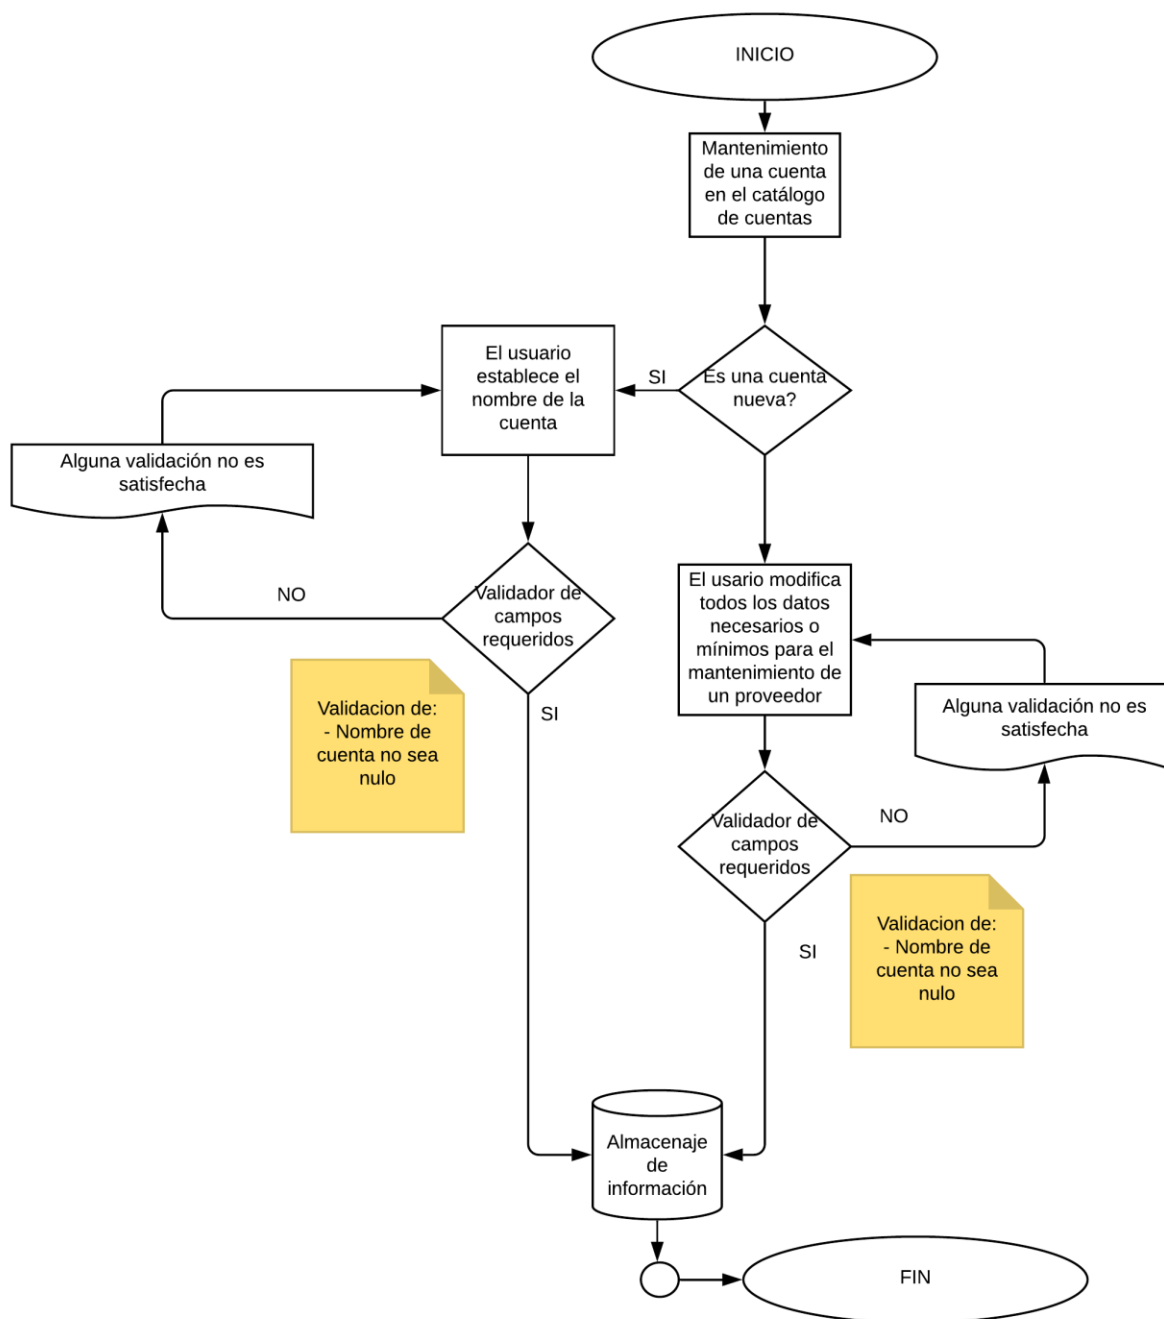 INICIO
Mantenimiento
de una cuenta
en el catálogo
de cuentas
Es una cuenta
nueva?
SI
El usuario
establece el
nombre de la
cuenta
Alguna validación no es
satisfecha
NO
Validador de
campos
requeridos
SI
Validacion de:
- Nombre de
cuenta no sea
nulo
El usario modifica
todos los datos
necesarios o
mínimos para el
mantenimiento de
un proveedor
Alguna validación no es
satisfecha
NO
Validador de
campos
requeridos
SI
Validacion de:
- Nombre de
cuenta no sea
nulo
Almacenaje
de
información
FIN